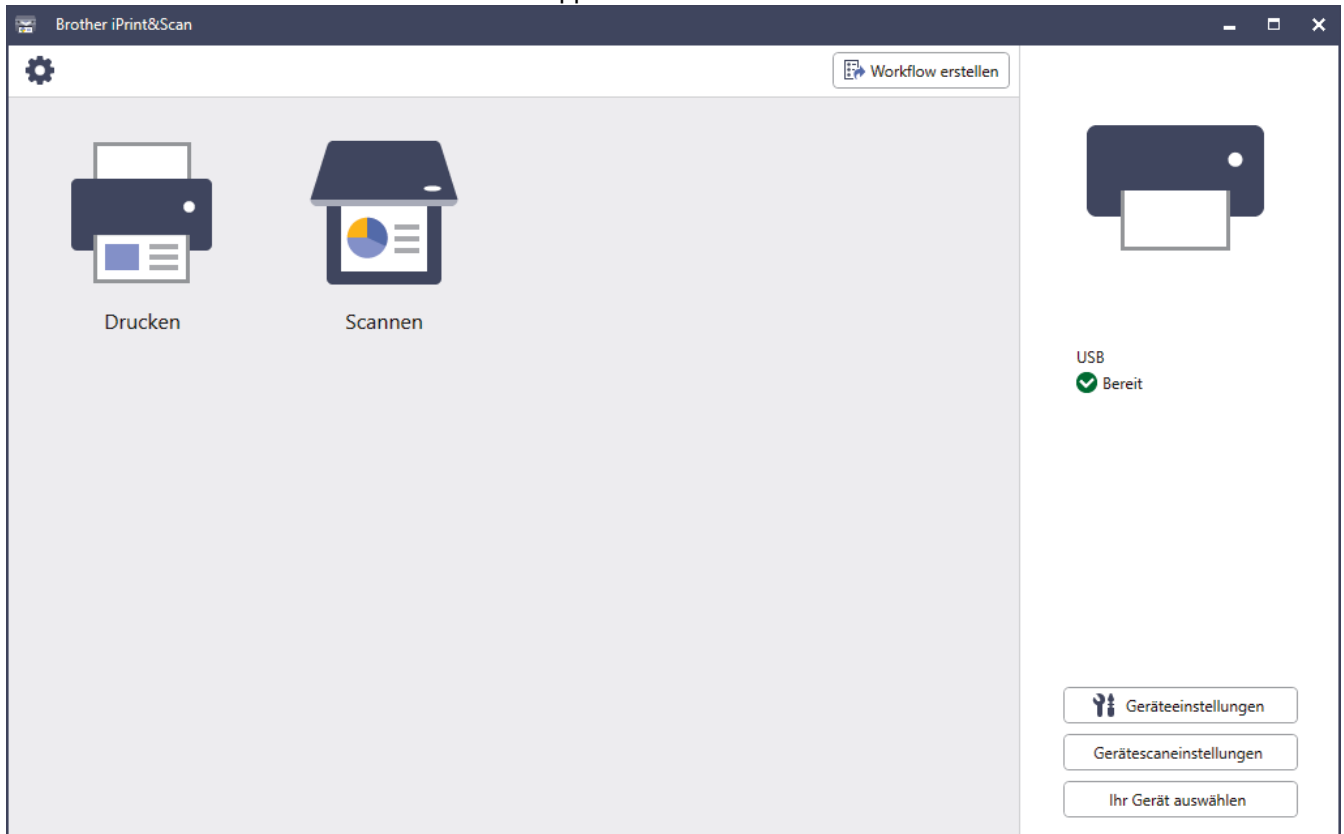 Brother iPrint&Scan
Workflow erstellen
Drucken
Scannen
USB
Bereit
Geräteeinstellungen
Gerätescaneinstellungen
Ihr Gerät auswählen